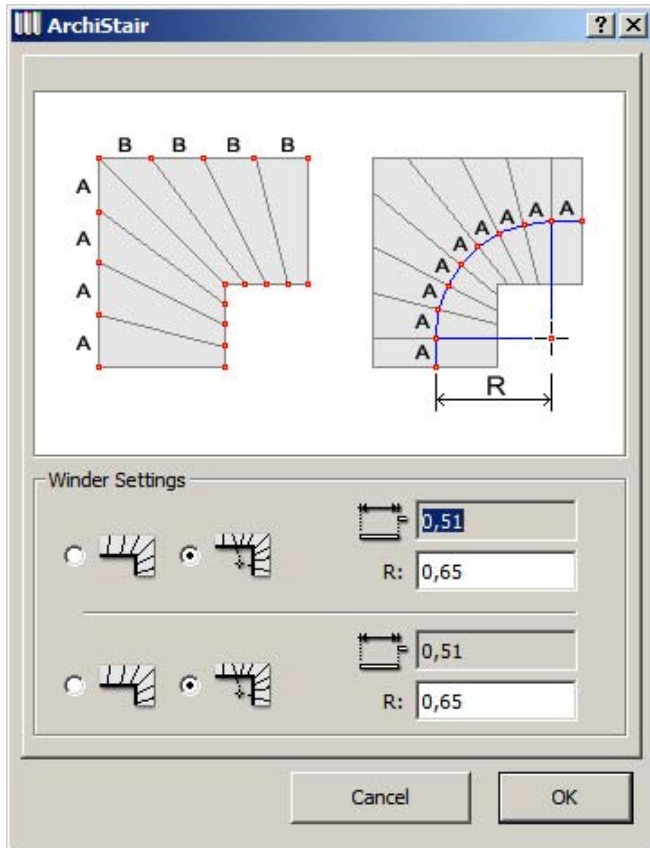 ArchiStair
B B B B
A
A
A
A
A A A A A A A A
R
Winder Settings
0,51
R: 0,65
0,51
R: 0,65
Cancel OK